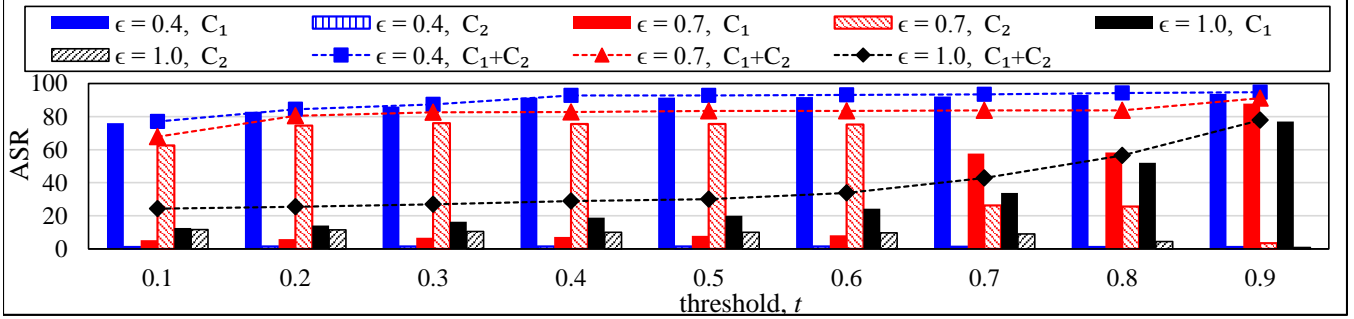 ϵ = 0.4, C₁ ϵ = 0.4, C₂ ϵ = 0.7, C₁ ϵ = 0.7, C₂ ϵ = 1.0, C₁
ϵ = 1.0, C₂ ϵ = 0.4, C₁+C₂ ϵ = 0.7, C₁+C₂ ϵ = 1.0, C₁+C₂
100
80
60
40
20
0
ASR
0.1 0.2 0.3 0.4 0.5 0.6 0.7 0.8 0.9
threshold, t